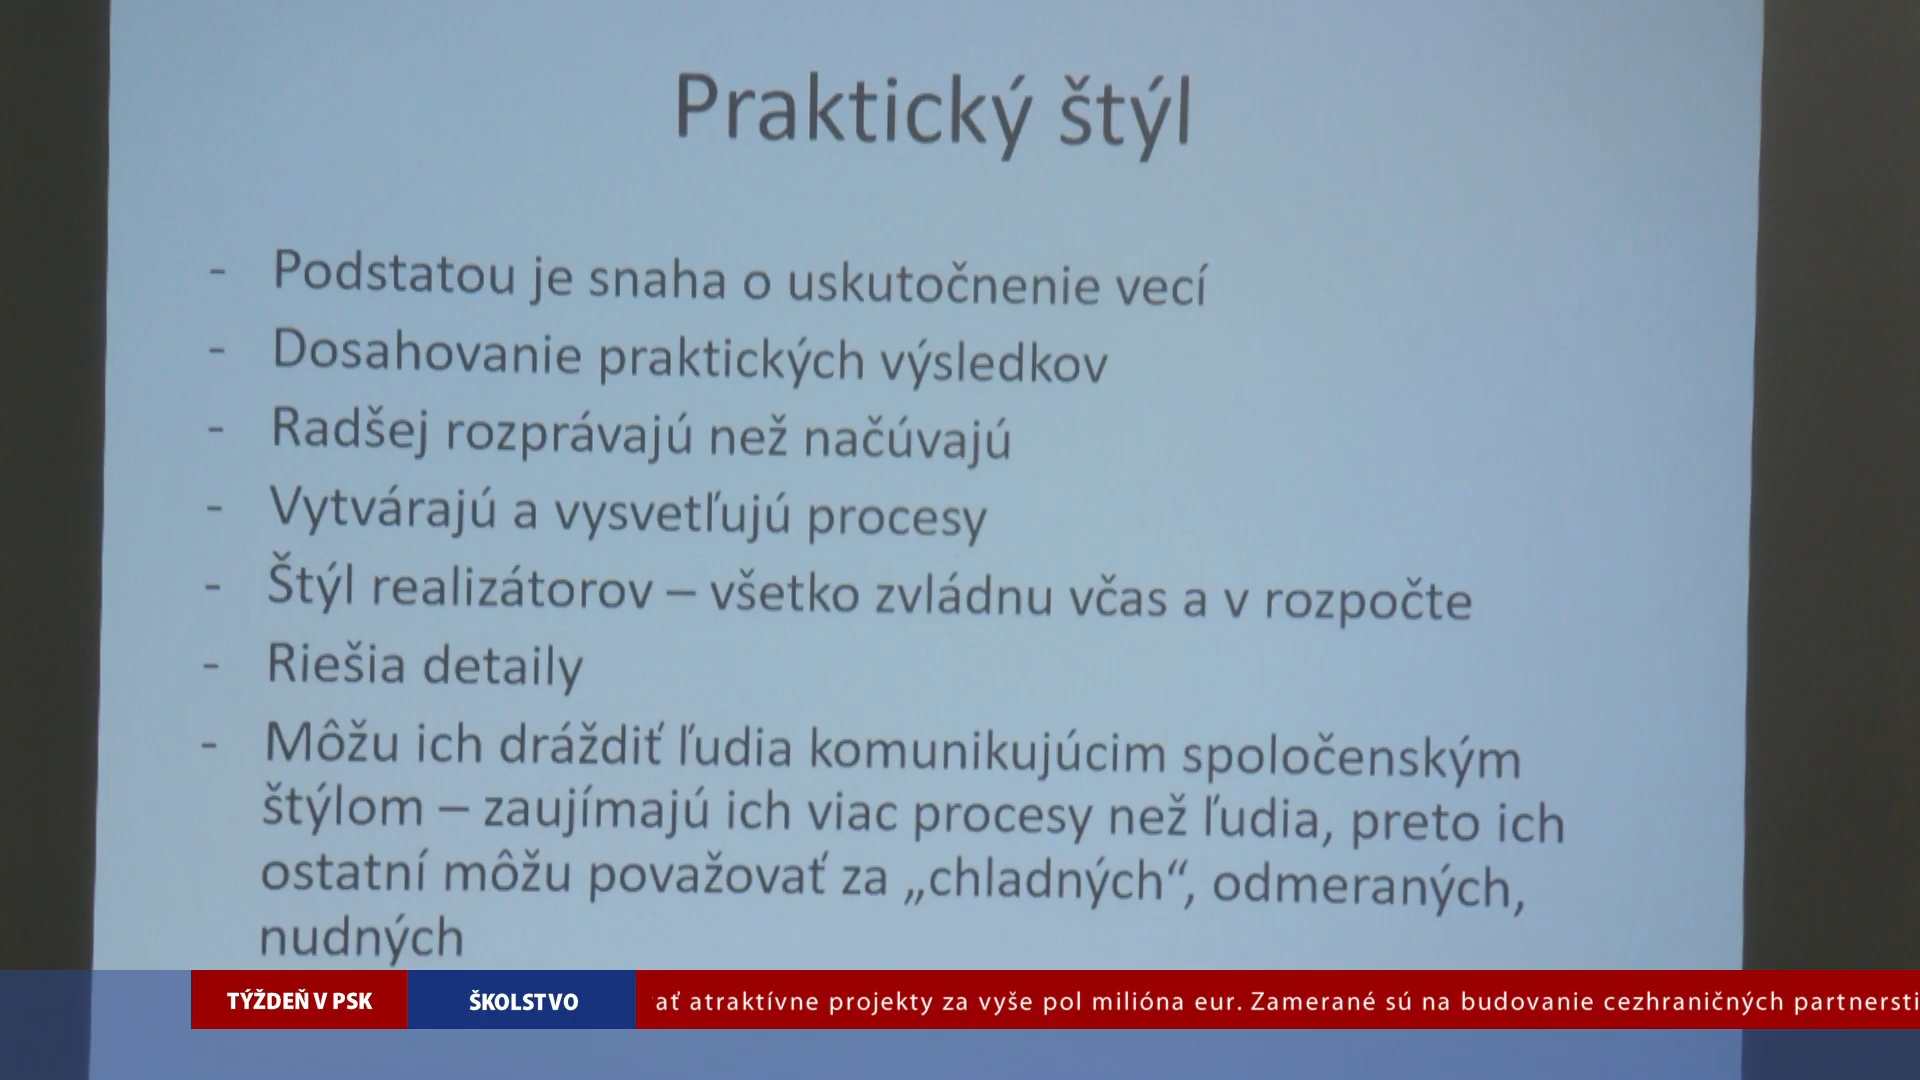 Praktický štýl
- Podstatou je snaha o uskutočnenie vecí
- Dosahovanie praktických výsledkov
- Radšej rozprávajú než načúvajú
- Vytvárajú a vysvetľujú procesy
- Štýl realizátorov – všetko zvládnu včas a v rozpočte
- Riešia detaily
- Môžu ich dráždiť ľudia komunikujúcim spoločenským
štýlom – zaujímajú ich viac procesy než ľudia, preto ich
ostatní môžu považovať za „chladných“, odmeraných,
nudných
TÝŽDEŇ V PSK
ŠKOLSTVO
ať atraktívne projekty za vyše pol milióna eur. Zamerané sú na budovanie cezhraničných partnersti